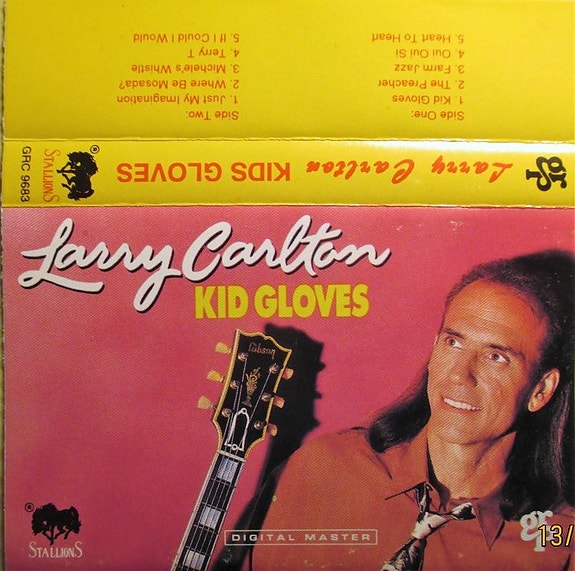 Side One:
1. Kid Gloves
2. The Preacher
3. Farm Jazz
4. Oui Oui Si
5. Heart To Heart
Side Two:
1. Just My Imagination
2. Where Be Mosada?
3. Michele's Whistle
4. Terry T
5. If I Could I Would
grp
Larry Carlton KIDS GLOVES
®
STALLIONS
GRC 9683
Larry Carlton
KID GLOVES
Gibson
®
STALLIONS
DIGITAL MASTER
grp
13/